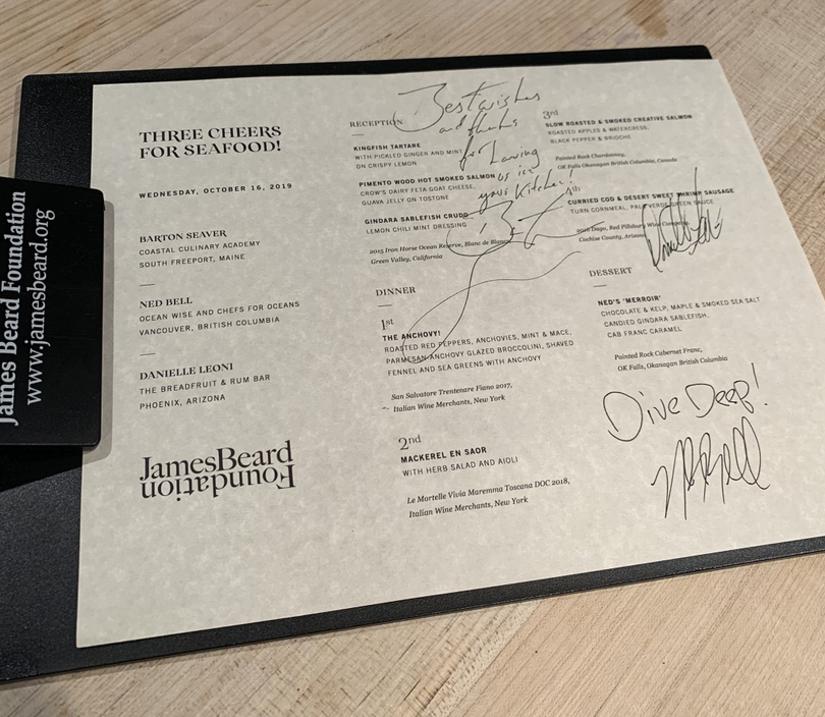 James Beard Foundation
www.jamesbeard.org
THREE CHEERS
FOR SEAFOOD!
WEDNESDAY, OCTOBER 16, 2019
BARTON SEAVER
COASTAL CULINARY ACADEMY
SOUTH FREEPORT, MAINE
NED BELL
OCEAN WISE AND CHEFS FOR OCEANS
VANCOUVER, BRITISH COLUMBIA
DANIELLE LEONI
THE BREADFRUIT & RUM BAR
PHOENIX, ARIZONA
JamesBeard
Foundation
Best wishes
and thanks
for having
us in
your kitchen!
RECEPTION
KINGFISH TARTARE
WITH PICKLED GINGER AND MINT
ON CRISPY LEMON
PIMENTO WOOD HOT SMOKED SALMON
CROW'S DAIRY FETA GOAT CHEESE,
GUAVA JELLY ON TOSTONE
GINDARA SABLEFISH CRUDO
LEMON CHILI MINT DRESSING
2015 Iron Horse Ocean Reserve, Blanc de Blancs
Green Valley, California
DINNER
1st
THE ANCHOVY!
ROASTED RED PEPPERS, ANCHOVIES, MINT & MACE,
PARMESAN-ANCHOVY GLAZED BROCCOLINI, SHAVED
FENNEL AND SEA GREENS WITH ANCHOVY
San Salvatore Trentenare Fiano 2017,
Italian Wine Merchants, New York
2nd
MACKEREL EN SAOR
WITH HERB SALAD AND AIOLI
Le Mortelle Vivia Maremma Toscana DOC 2018,
Italian Wine Merchants, New York
3rd
SLOW ROASTED & SMOKED CREATIVE SALMON
ROASTED APPLES & WATERCRESS,
BLACK PEPPER & BRIOCHE
Painted Rock Chardonnay,
OK Falls, Okanagan British Columbia, Canada
4th
CURRIED COD & DESERT SWEET SHRIMP SAUSAGE
TURN CORNMEAL, PALO VERDE GREEN SAUCE
Dago, Red Pillsbury Wine Company
Cochise County, Arizona
DESSERT
NED'S 'MERROIR'
CHOCOLATE & KELP, MAPLE & SMOKED SEA SALT
CANDIED GINDARA SABLEFISH,
CAB FRANC CARAMEL
Painted Rock Cabernet Franc,
OK Falls, Okanagan British Columbia
Dive Deep!